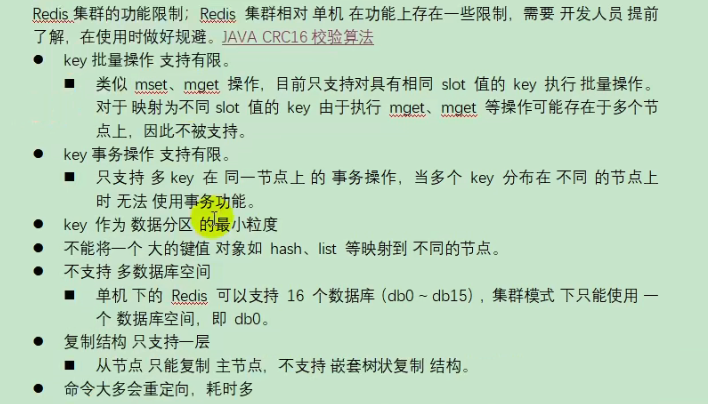 Redis 集群的功能限制；Redis 集群相对 单机 在功能上存在一些限制，需要 开发人员 提前
了解，在使用时做好规避。JAVA CRC16 校验算法
● key 批量操作 支持有限。
■ 类似 mset、mget 操作，目前只支持对具有相同 slot 值的 key 执行 批量操作。
对于 映射为不同 slot 值的 key 由于执行 mget、mget 等操作可能存在于多个节
点上，因此不被支持。
● key 事务操作 支持有限。
■ 只支持 多 key 在 同一节点上 的 事务操作，当多个 key 分布在 不同 的节点上
时 无法 使用事务功能。
● key 作为 数据分区 的最小粒度
● 不能将一个 大的键值 对象如 hash、list 等映射到 不同的节点。
● 不支持 多数据库空间
■ 单机 下的 Redis 可以支持 16 个数据库（db0 ~ db15），集群模式 下只能使用 一
个 数据库空间，即 db0。
● 复制结构 只支持一层
■ 从节点 只能复制 主节点，不支持 嵌套树状复制 结构。
● 命令大多会重定向，耗时多